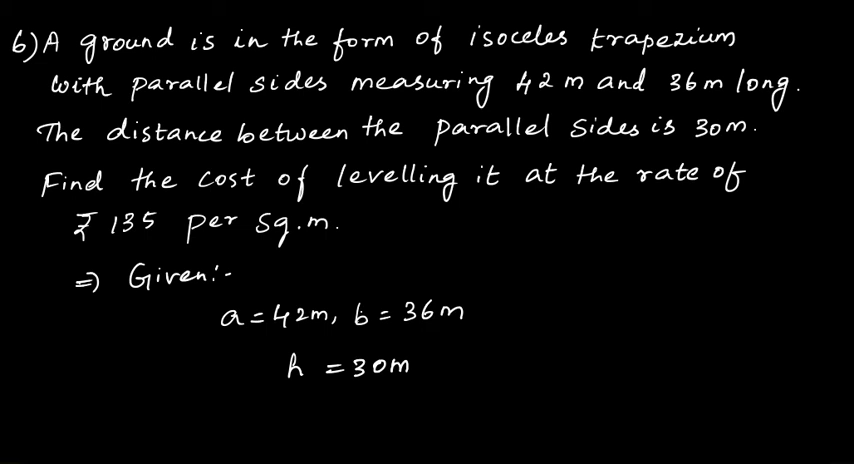 6) A ground is in the form of isoceles trapezium
with parallel sides measuring 42 m and 36 m long.
The distance between the parallel sides is 30m.
Find the cost of levelling it at the rate of
₹ 135 per sq.m.
⇒ Given:-
a = 42m, b = 36m
h = 30m